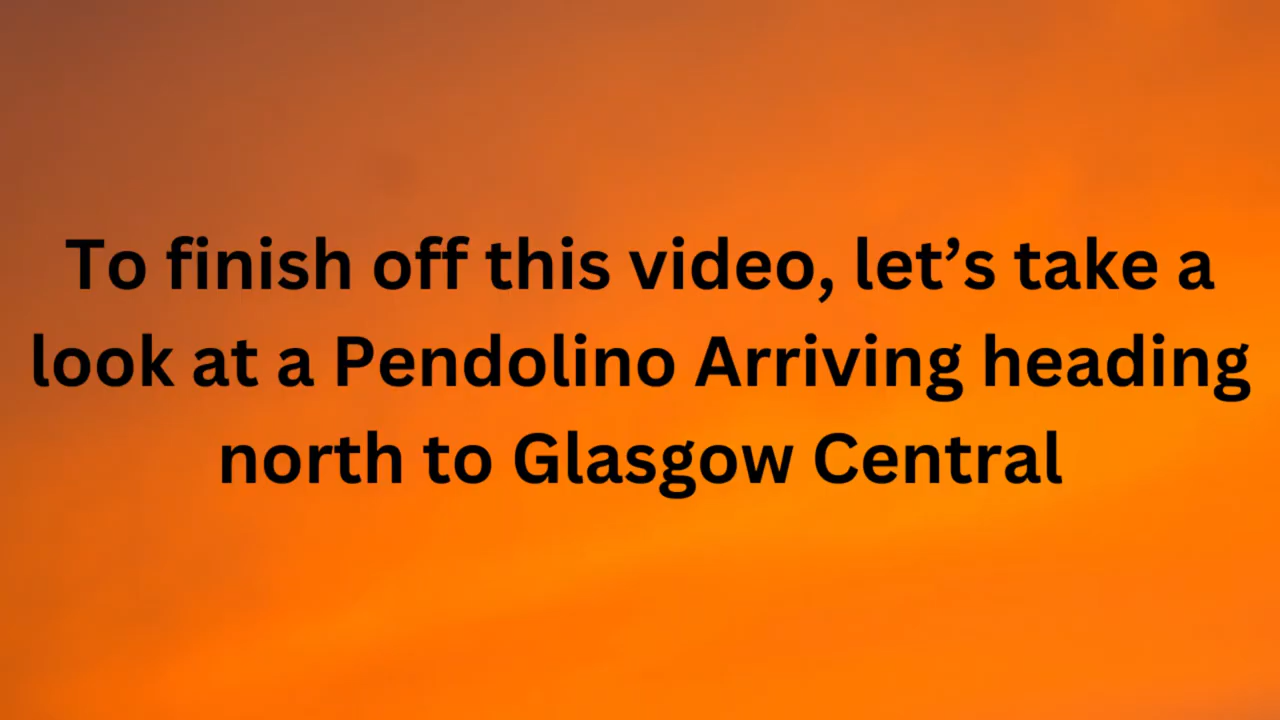 To finish off this video, let’s take a
look at a Pendolino Arriving heading
north to Glasgow Central